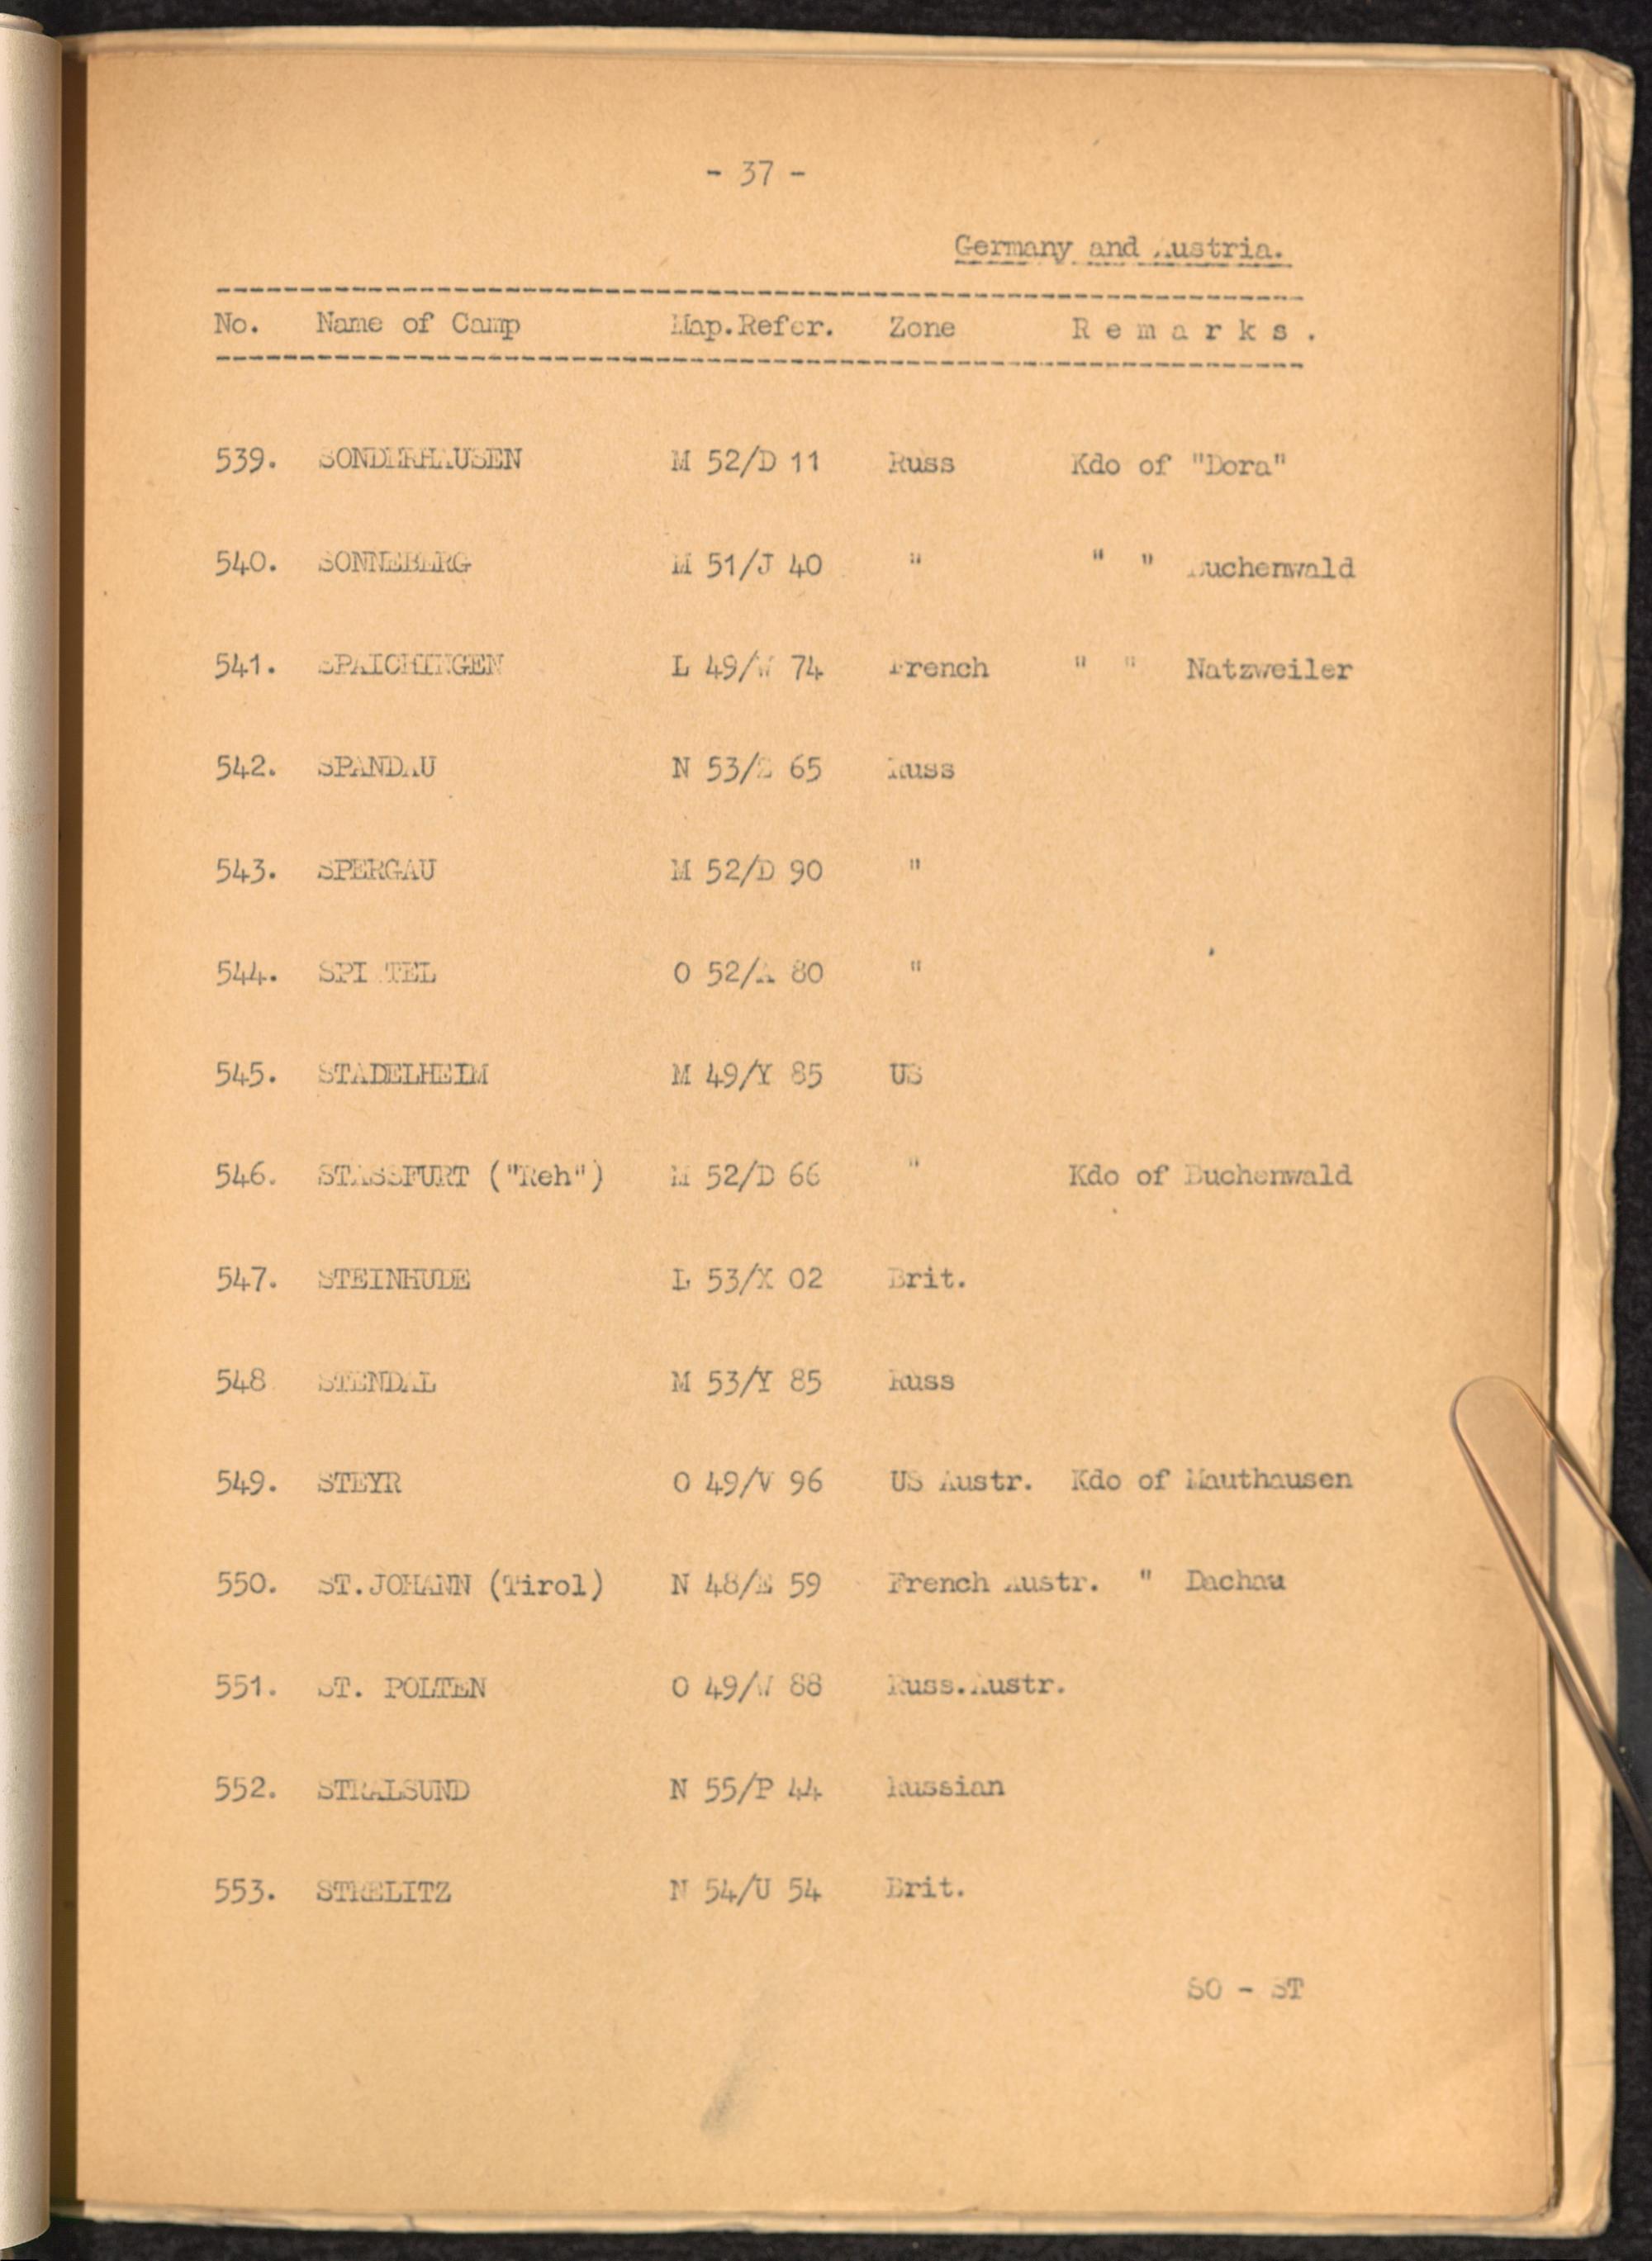 - 37 -
Germany and Austria.
No. Name of Camp Map.Refer. Zone R e m a r k s .
539. SONDERHAUSEN M 52/D 11 Russ Kdo of "Dora"
540. SONNEBERG M 51/J 40 " " " Buchenwald
541. SPAICHINGEN L 49/W 74 French " " Natzweiler
542. SPANDAU N 53/Z 65 Russ
543. SPERGAU M 52/D 90 "
544. O 52/A 80 "
545. STADELHEIM M 49/Y 85 US
546. STASSFURT ("Reh") M 52/D 66 " Kdo of Buchenwald
547. STEINHUDE L 53/X 02 Brit.
548 STENDAL M 53/Y 85 Russ
549. STEYR O 49/V 96 US Austr. Kdo of Mauthausen
550. ST.JOHANN (Tirol) N 48/E 59 French Austr. " Dachau
551. ST. POLTEN O 49/W 88 Russ.Austr.
552. STRALSUND N 55/P 44 Russian
553. STRELITZ N 54/U 54 Brit.
SO - ST